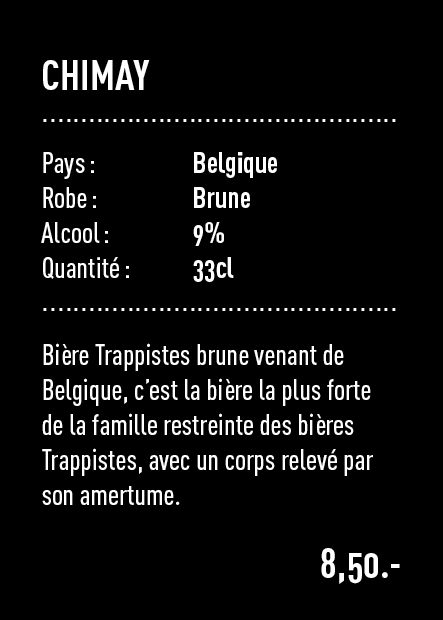 CHIMAY
Pays : Belgique
Robe : Brune
Alcool : 9%
Quantité : 33cl
Bière Trappistes brune venant de
Belgique, c’est la bière la plus forte
de la famille restreinte des bières
Trappistes, avec un corps relevé par
son amertume.
8,50.-